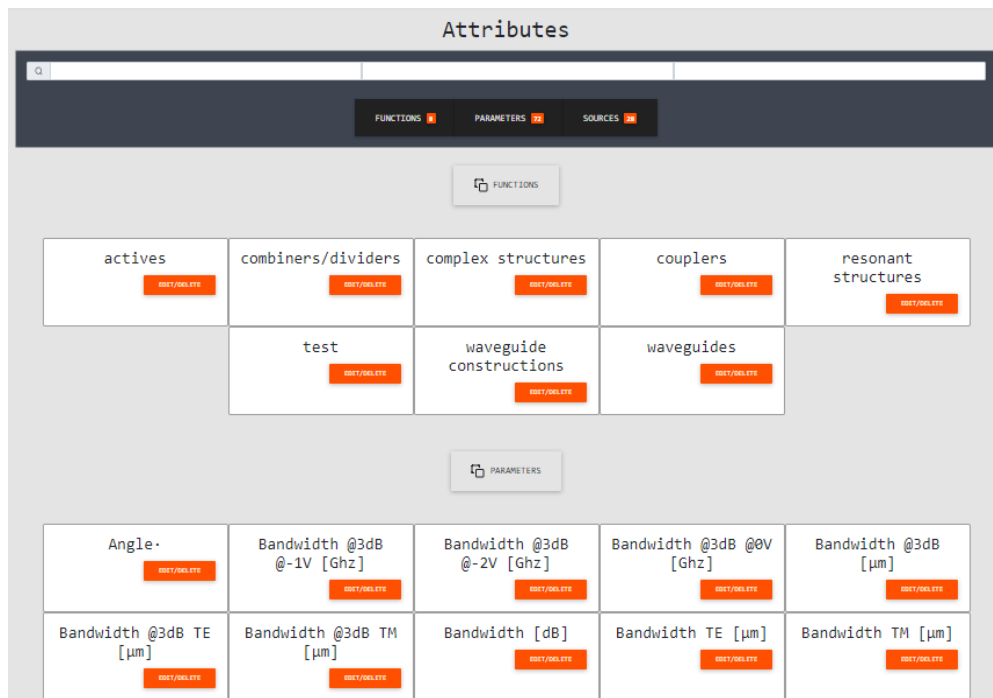 Attributes
FUNCTIONS 8 PARAMETERS 72 SOURCES 28
FUNCTIONS
actives combiners/dividers complex structures couplers resonant
structures
EDIT/DELETE EDIT/DELETE EDIT/DELETE EDIT/DELETE
EDIT/DELETE
test waveguide waveguides
constructions
EDIT/DELETE EDIT/DELETE
EDIT/DELETE
PARAMETERS
Angle· Bandwidth @3dB Bandwidth @3dB Bandwidth @3dB @0V Bandwidth @3dB
@-1V [Ghz] @-2V [Ghz] [Ghz] [µm]
EDIT/DELETE
EDIT/DELETE EDIT/DELETE EDIT/DELETE EDIT/DELETE
Bandwidth @3dB TE Bandwidth @3dB TM Bandwidth [dB] Bandwidth TE [µm] Bandwidth TM [µm]
[µm] [µm]
EDIT/DELETE EDIT/DELETE EDIT/DELETE
EDIT/DELETE EDIT/DELETE